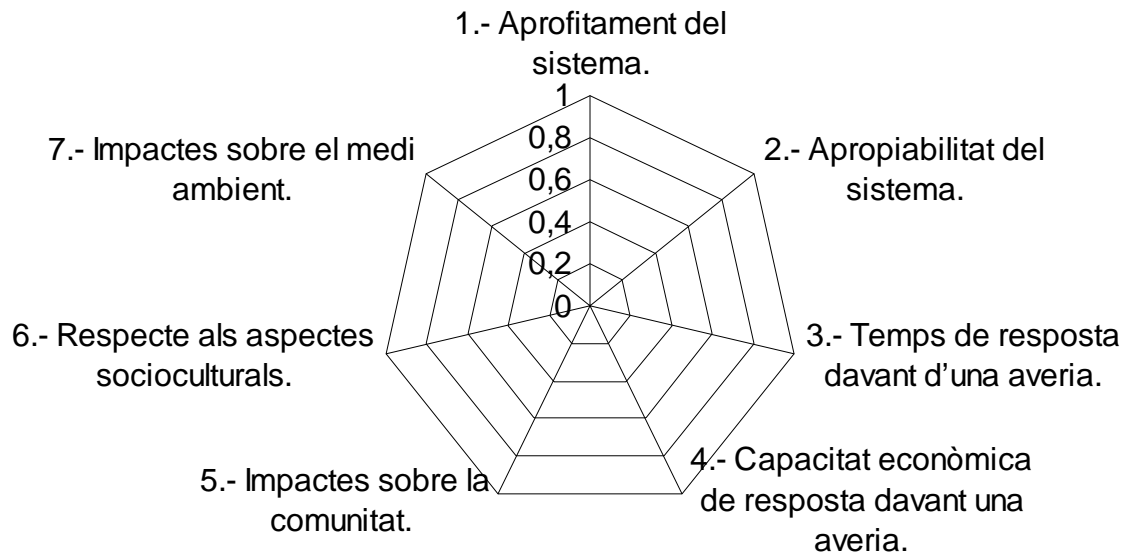 1.- Aprofitament del
sistema.
1
0,8
0,6
0,4
0,2
0
2.- Apropiabilitat del
sistema.
3.- Temps de resposta
davant d’una averia.
4.- Capacitat econòmica
de resposta davant una
averia.
5.- Impactes sobre la
comunitat.
6.- Respecte als aspectes
socioculturals.
7.- Impactes sobre el medi
ambient.